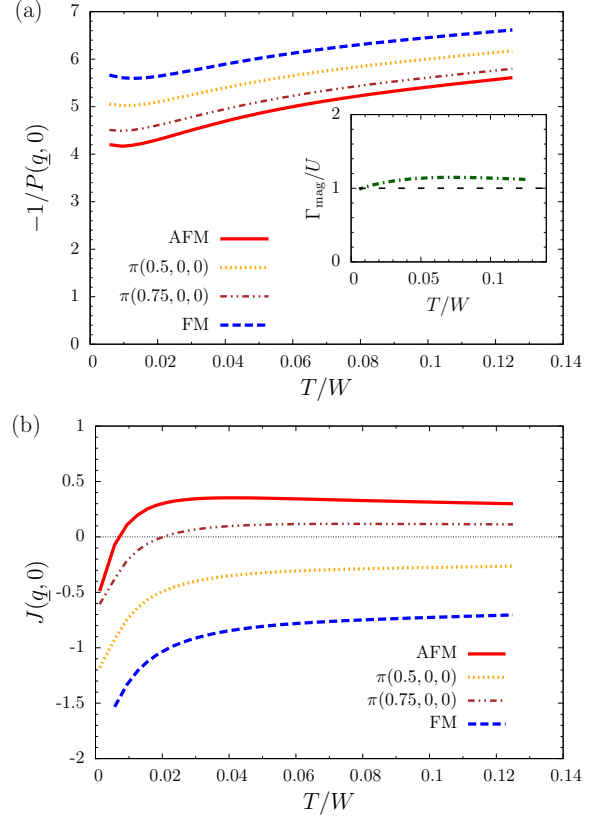 (a)
7
6
5
4
3
2
1
0
−1/P(q, 0)
AFM
π(0.5, 0, 0)
π(0.75, 0, 0)
FM
2
1
0
Γmag/U
0 0.05 0.1
T/W
0 0.02 0.04 0.06 0.08 0.1 0.12 0.14
T/W
(b)
1
0.5
0
-0.5
-1
-1.5
-2
J(q, 0)
AFM
π(0.5, 0, 0)
π(0.75, 0, 0)
FM
0 0.02 0.04 0.06 0.08 0.1 0.12 0.14
T/W